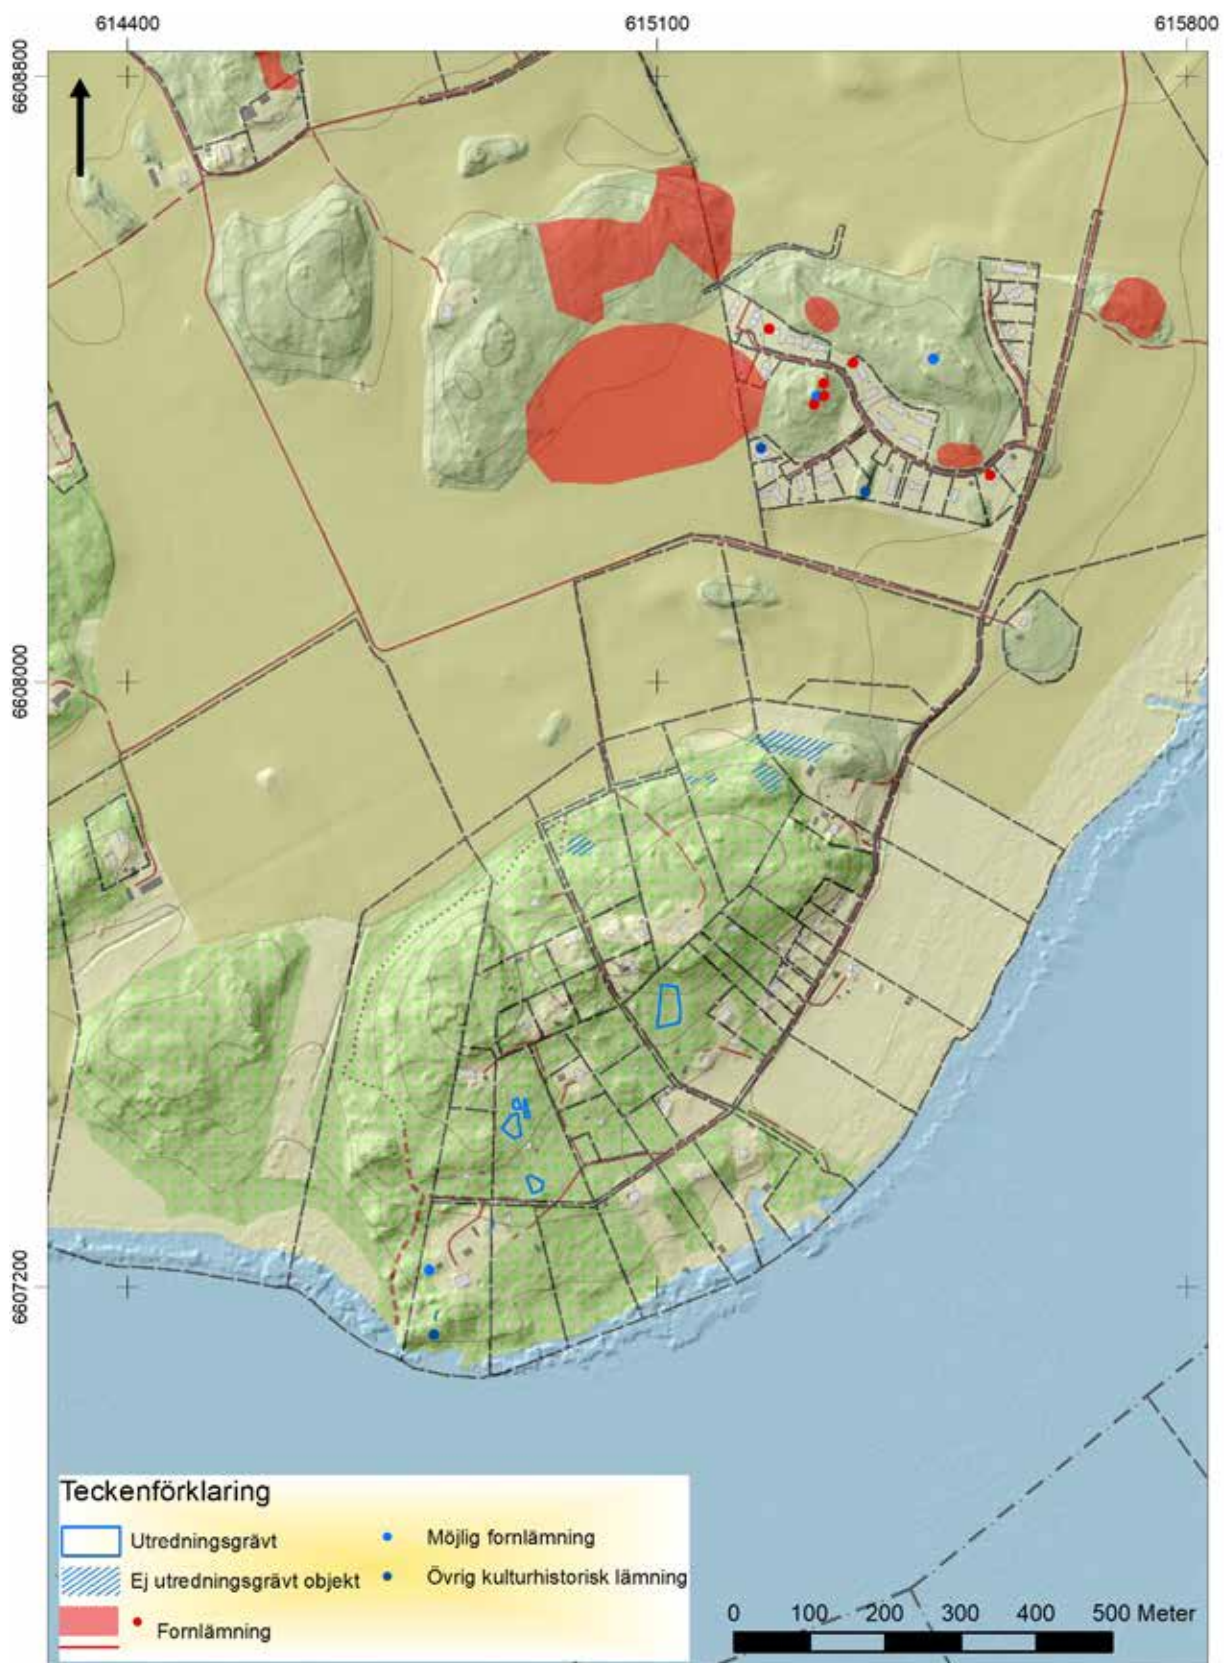 614400 615100 615800
6608800
6608000
6607200
Teckenförklaring
Utredningsgrävt
Ej utredningsgrävt objekt
Fornlämning
Möjlig fornlämning
Övrig kulturhistorisk lämning
0 100 200 300 400 500 Meter